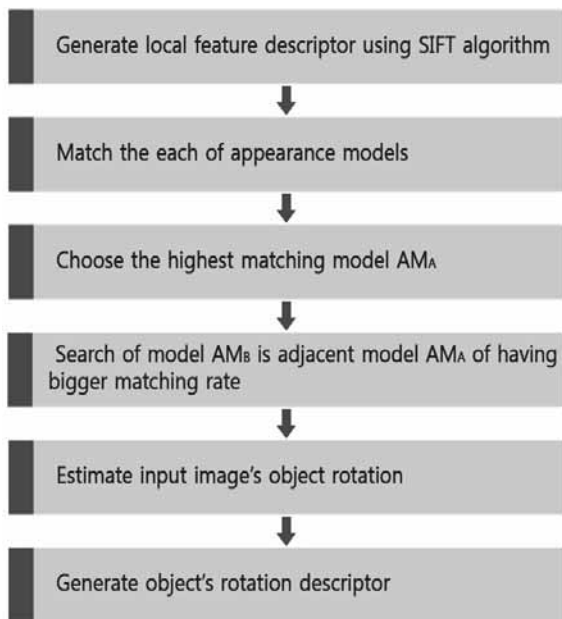 Generate local feature descriptor using SIFT algorithm
Match the each of appearance models
Choose the highest matching model AMA
Search of model AMB is adjacent model AMA of having
bigger matching rate
Estimate input image's object rotation
Generate object's rotation descriptor